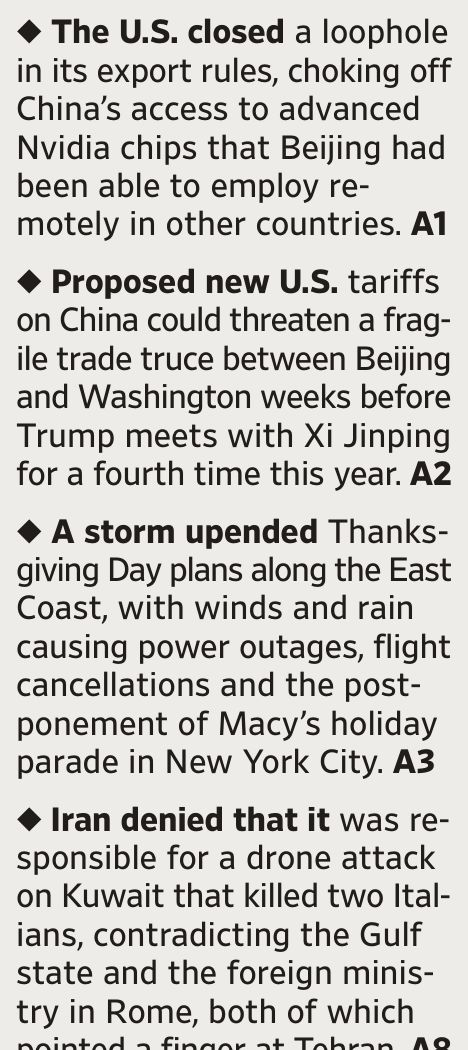 ◆ The U.S. closed a loophole
in its export rules, choking off
China's access to advanced
Nvidia chips that Beijing had
been able to employ re-
motely in other countries. A1
◆ Proposed new U.S. tariffs
on China could threaten a frag-
ile trade truce between Beijing
and Washington weeks before
Trump meets with Xi Jinping
for a fourth time this year. A2
◆ A storm upended Thanks-
giving Day plans along the East
Coast, with winds and rain
causing power outages, flight
cancellations and the post-
ponement of Macy's holiday
parade in New York City. A3
◆ Iran denied that it was re-
sponsible for a drone attack
on Kuwait that killed two Ital-
ians, contradicting the Gulf
state and the foreign minis-
try in Rome, both of which
pointed a finger at Tehran. A8